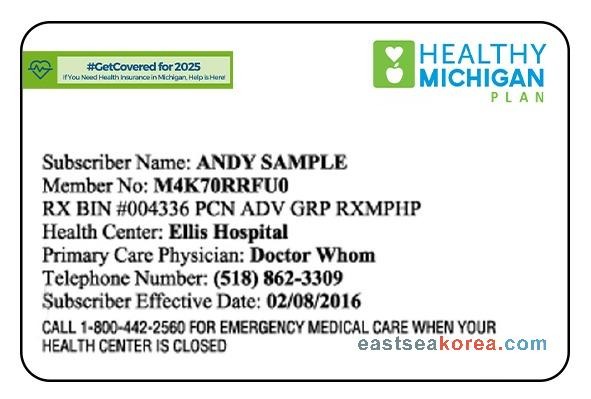 #GetCovered for 2025
If You Need Health Insurance in Michigan, Help is Here!
HEALTHY
MICHIGAN
PLAN
Subscriber Name: ANDY SAMPLE
Member No: M4K70RRFU0
RX BIN #004336 PCN ADV GRP RXMPHP
Health Center: Ellis Hospital
Primary Care Physician: Doctor Whom
Telephone Number: (518) 862-3309
Subscriber Effective Date: 02/08/2016
CALL 1-800-442-2560 FOR EMERGENCY MEDICAL CARE WHEN YOUR
HEALTH CENTER IS CLOSED
eastseakorea.com